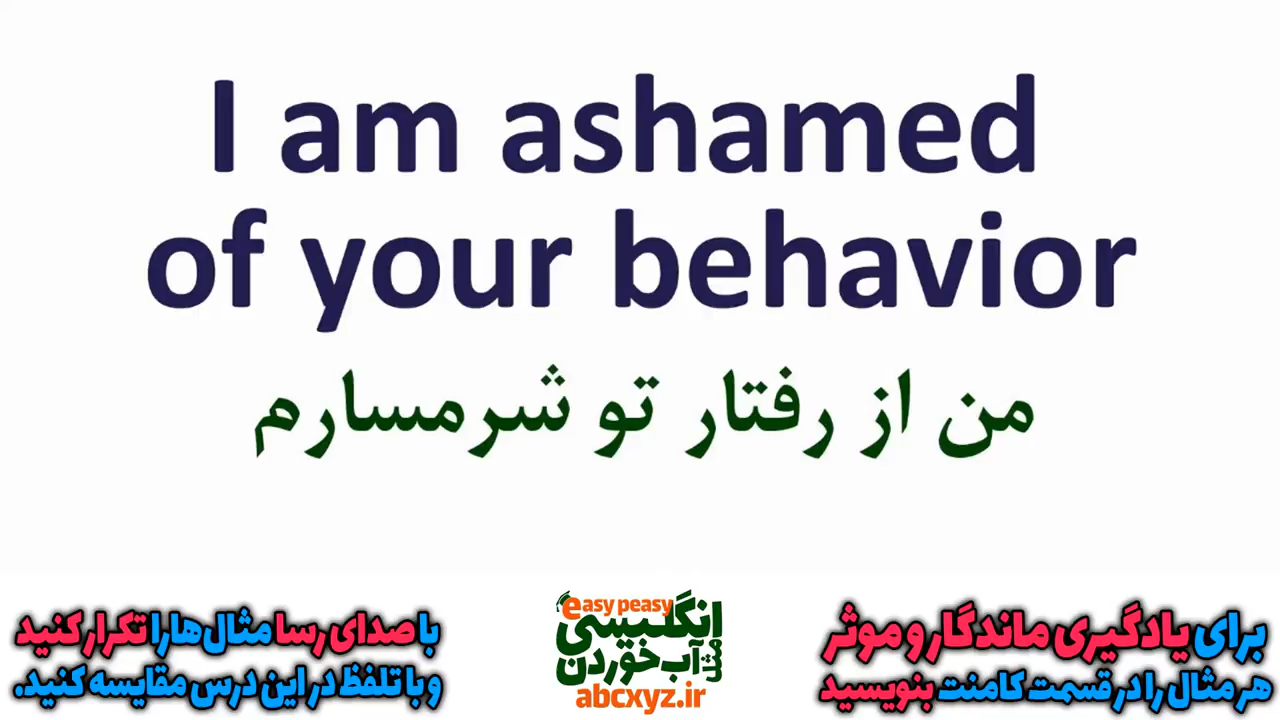 I am ashamed
of your behavior
من از رفتار تو شرمسارم
برای یادگیری ماندگار و موثر
هر مثال را در قسمت کامنت بنویسید
easy peasy
انگلیسی
مثل آب خوردن
abcxyz.ir
با صدای رسا مثال‌ها را تکرار کنید
و با تلفظ در این درس مقایسه کنید.